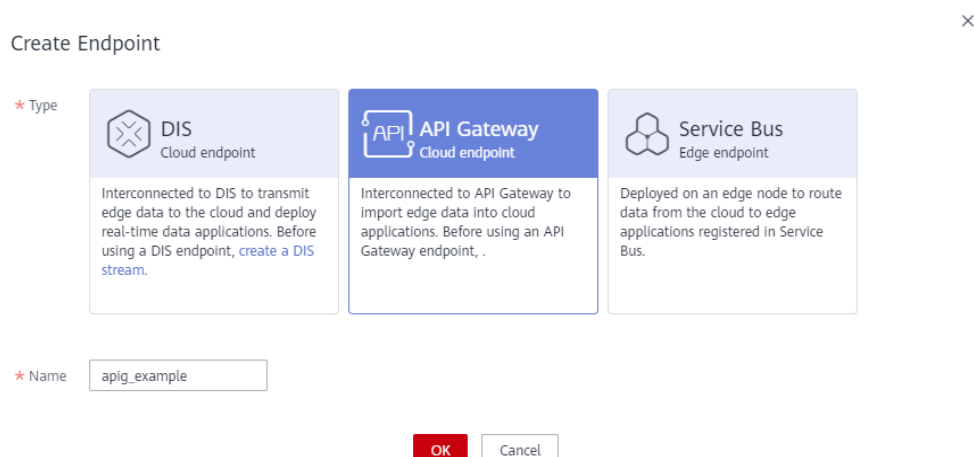 ×
Create Endpoint
* Type
DIS
Cloud endpoint
Interconnected to DIS to transmit
edge data to the cloud and deploy
real-time data applications. Before
using a DIS endpoint, create a DIS
stream.
API
API Gateway
Cloud endpoint
Interconnected to API Gateway to
import edge data into cloud
applications. Before using an API
Gateway endpoint, .
Service Bus
Edge endpoint
Deployed on an edge node to route
data from the cloud to edge
applications registered in Service
Bus.
* Name
apig_example
OK
Cancel